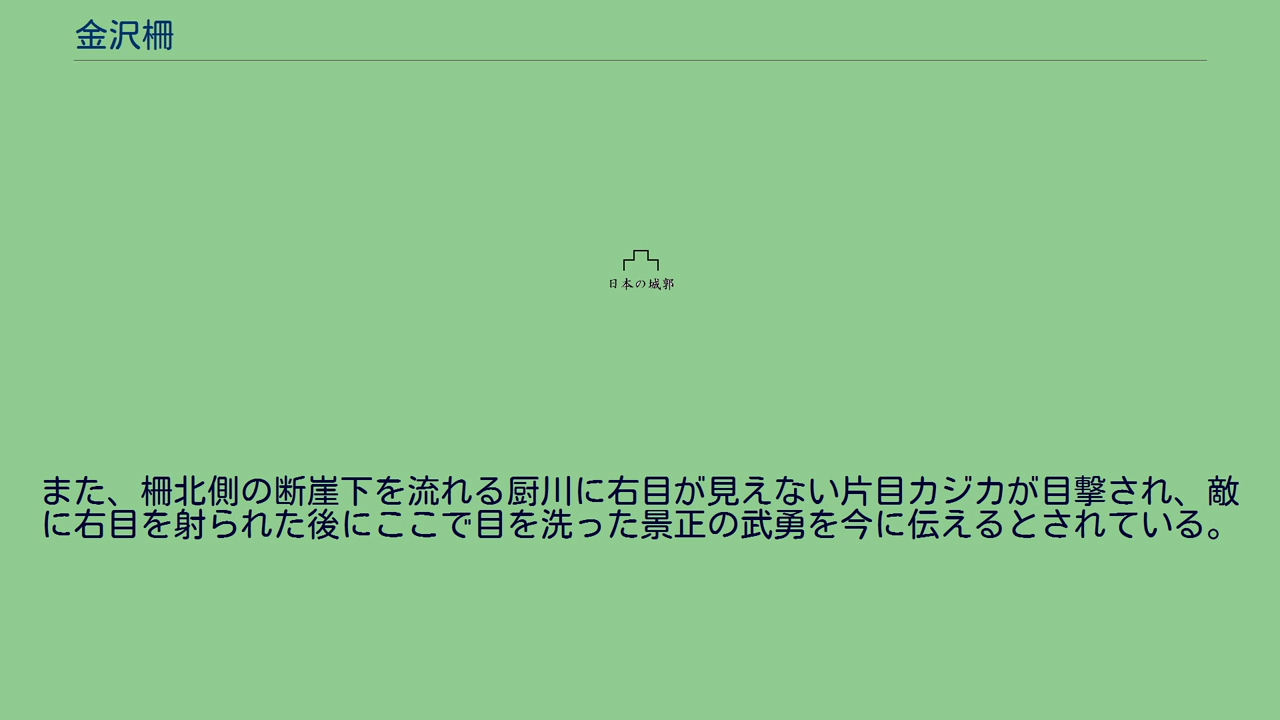 金沢柵
日本の城郭
また、柵北側の断崖下を流れる厨川に右目が見えない片目カジカが目撃され、敵
に右目を射られた後にここで目を洗った景正の武勇を今に伝えるとされている。